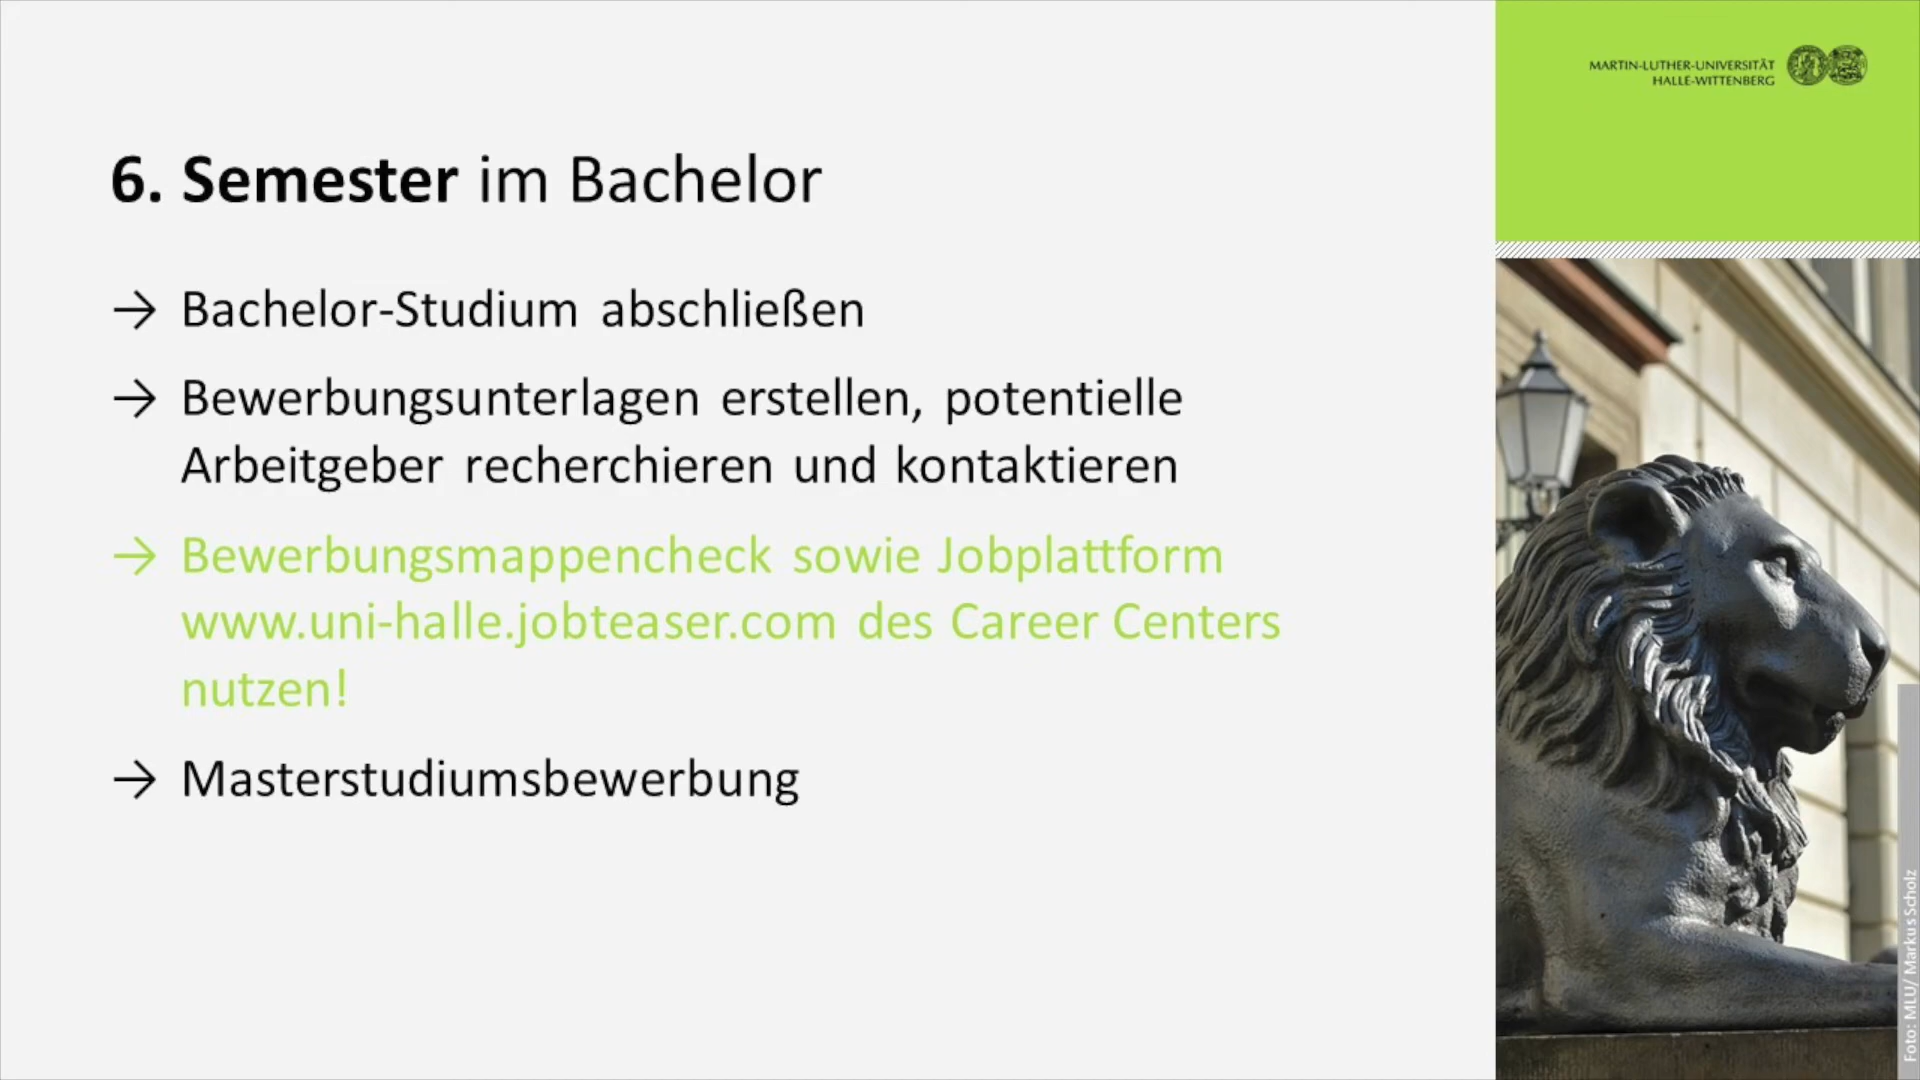 MARTIN-LUTHER-UNIVERSITÄT
HALLE-WITTENBERG
6. Semester im Bachelor
→ Bachelor-Studium abschließen
→ Bewerbungsunterlagen erstellen, potentielle
Arbeitgeber recherchieren und kontaktieren
→ Bewerbungsmappencheck sowie Jobplattform
www.uni-halle.jobteaser.com des Career Centers
nutzen!
→ Masterstudiumsbewerbung
Foto: MLU/ Markus Scholz